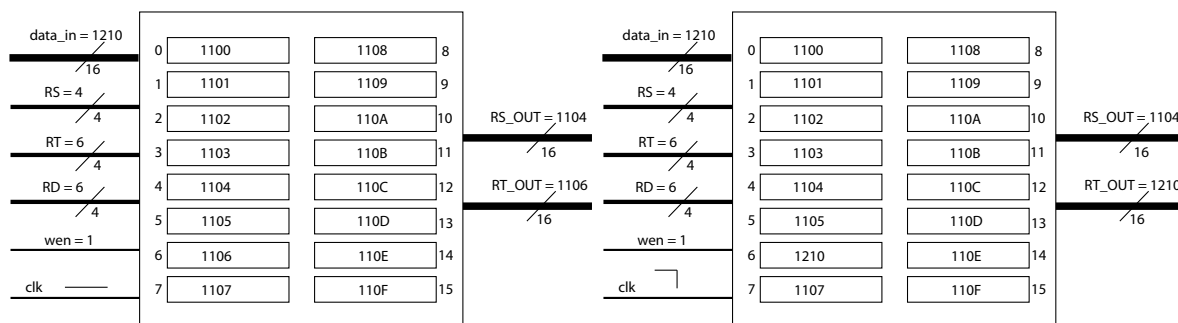 data_in = 1210
16
RS = 4
4
RT = 6
4
RD = 6
4
wen = 1
clk
0 1100 1108 8
1 1101 1109 9
2 1102 110A 10
3 1103 110B 11
4 1104 110C 12
5 1105 110D 13
6 1106 110E 14
7 1107 110F 15
RS_OUT = 1104
16
RT_OUT = 1106
16
data_in = 1210
16
RS = 4
4
RT = 6
4
RD = 6
4
wen = 1
clk
0 1100 1108 8
1 1101 1109 9
2 1102 110A 10
3 1103 110B 11
4 1104 110C 12
5 1105 110D 13
6 1210 110E 14
7 1107 110F 15
RS_OUT = 1104
16
RT_OUT = 1210
16